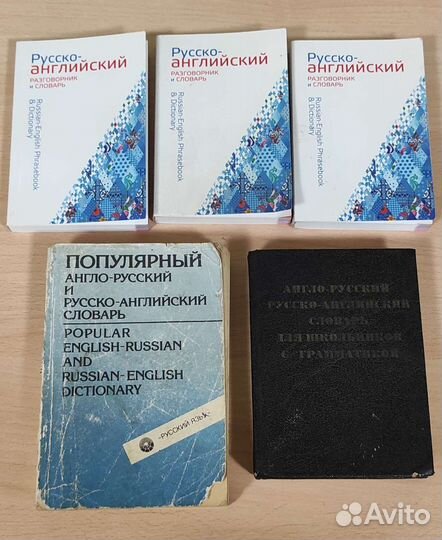 Русско-
английский
РАЗГОВОРНИК
и СЛОВАРЬ
Russian-English Phrasebook
& Dictionary
Русско-
английский
РАЗГОВОРНИК
и СЛОВАРЬ
Russian-English Phrasebook
& Dictionary
Русско-
английский
РАЗГОВОРНИК
и СЛОВАРЬ
Russian-English Phrasebook
& Dictionary
ПОПУЛЯРНЫЙ
АНГЛО-РУССКИЙ
И
РУССКО-АНГЛИЙСКИЙ
СЛОВАРЬ
POPULAR
ENGLISH-RUSSIAN
AND
RUSSIAN-ENGLISH
DICTIONARY
«РУССКИЙ ЯЗЫК»
АНГЛО-РУССКИЙ
РУССКО-АНГЛИЙСКИЙ
СЛОВАРЬ
ДЛЯ ШКОЛЬНИКОВ
С ГРАММАТИКОЙ
Avito